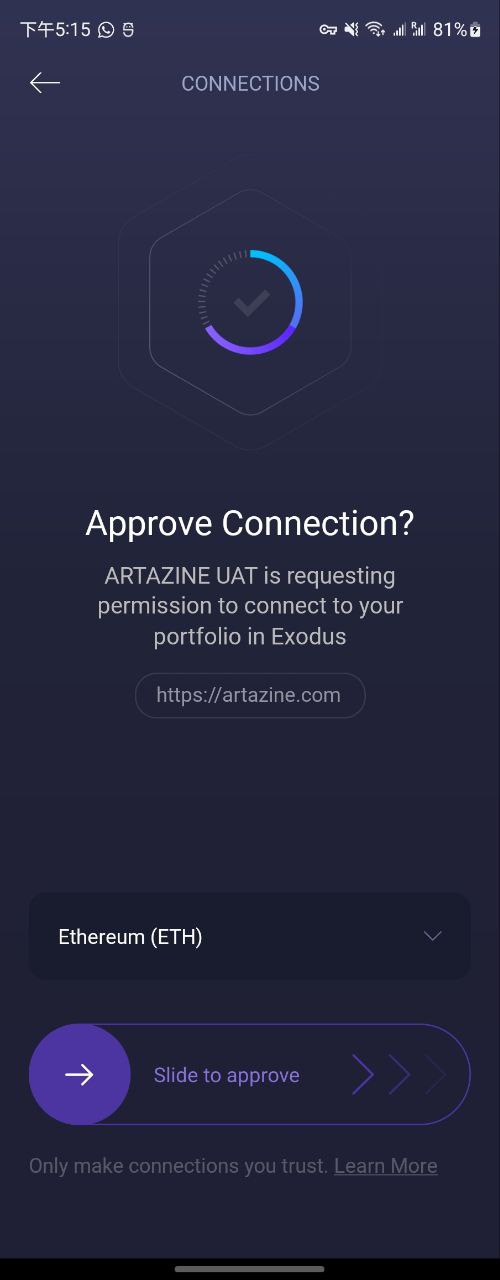 下午5:15
81%
CONNECTIONS
Approve Connection?
ARTAZINE UAT is requesting
permission to connect to your
portfolio in Exodus
https://artazine.com
Ethereum (ETH)
Slide to approve
Only make connections you trust. Learn More